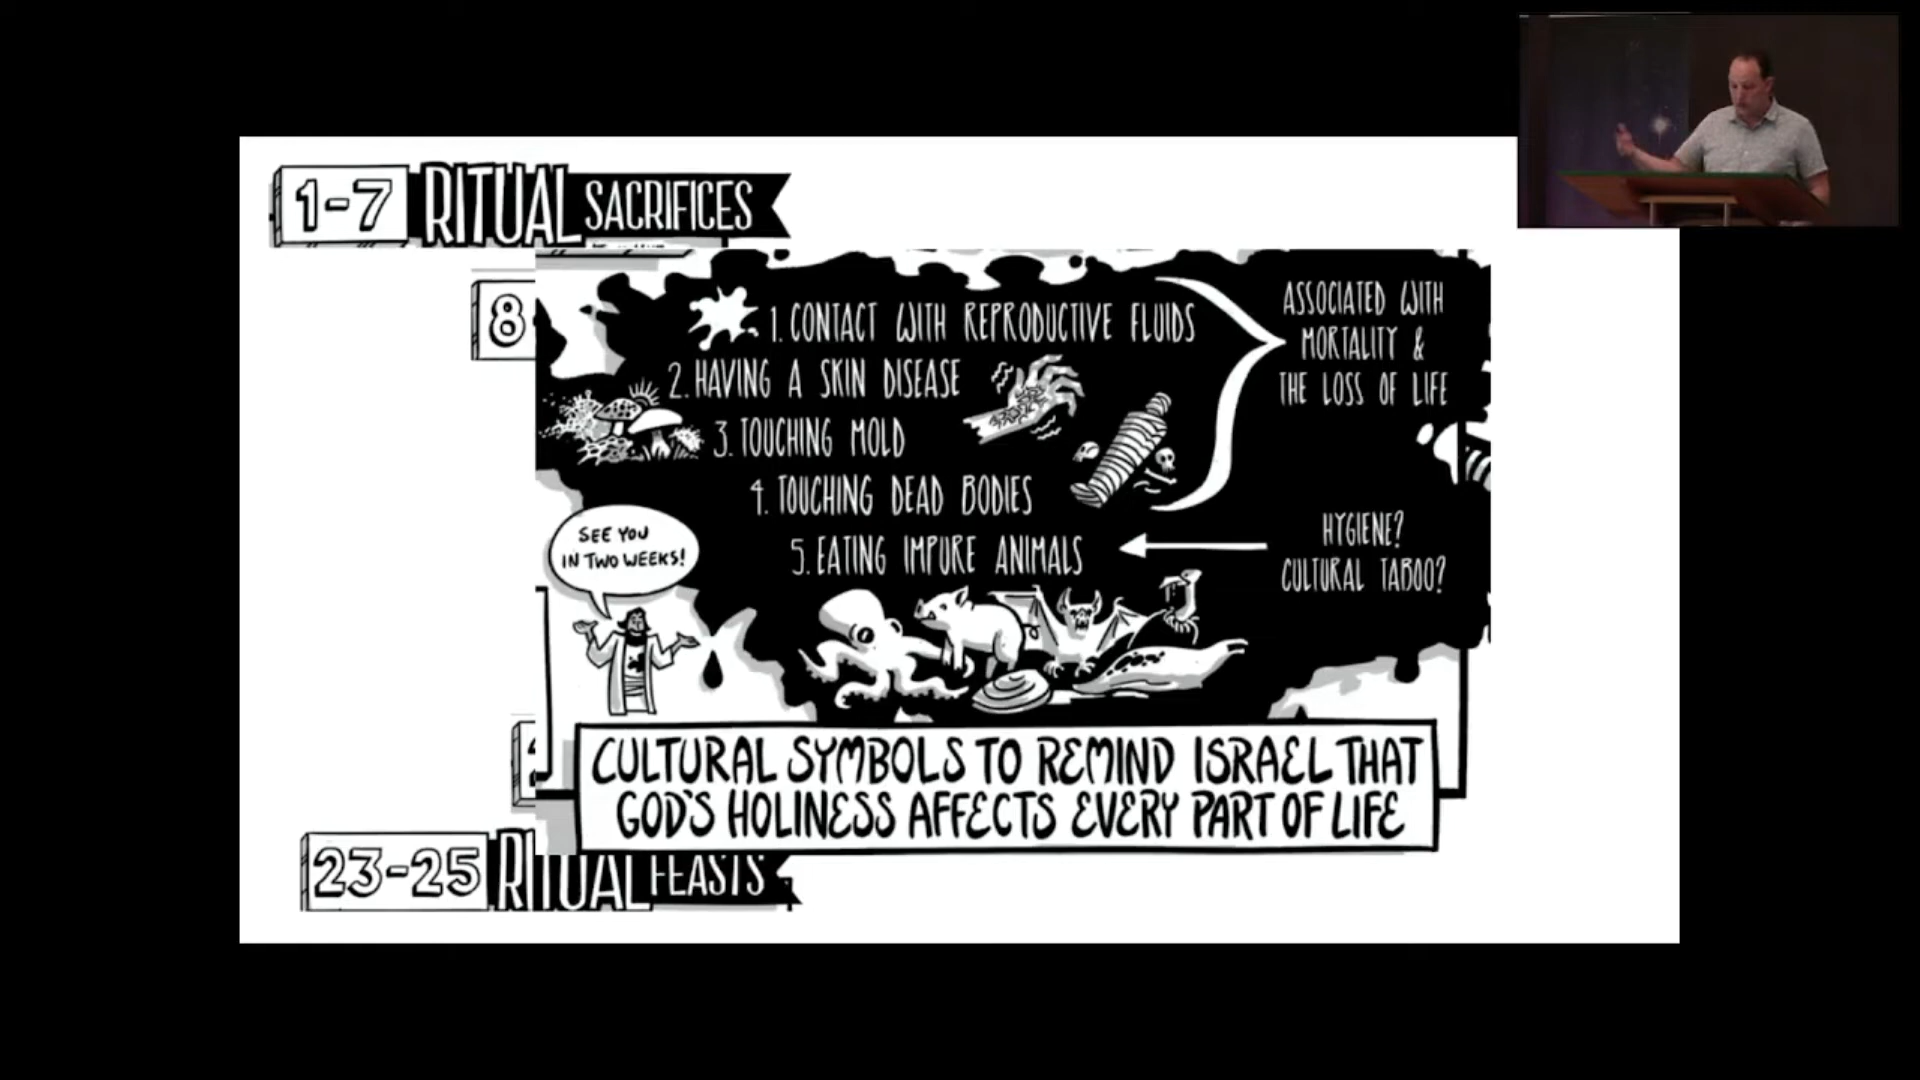 1-7 RITUAL SACRIFICES
8
1. CONTACT WITH REPRODUCTIVE FLUIDS
2. HAVING A SKIN DISEASE
3. TOUCHING MOLD
4. TOUCHING DEAD BODIES
5. EATING IMPURE ANIMALS
ASSOCIATED WITH
MORTALITY &
THE LOSS OF LIFE
HYGIENE?
CULTURAL TABOO?
SEE YOU
IN TWO WEEKS!
CULTURAL SYMBOLS TO REMIND ISRAEL THAT
GOD'S HOLINESS AFFECTS EVERY PART OF LIFE
23-25 RITUAL FEASTS